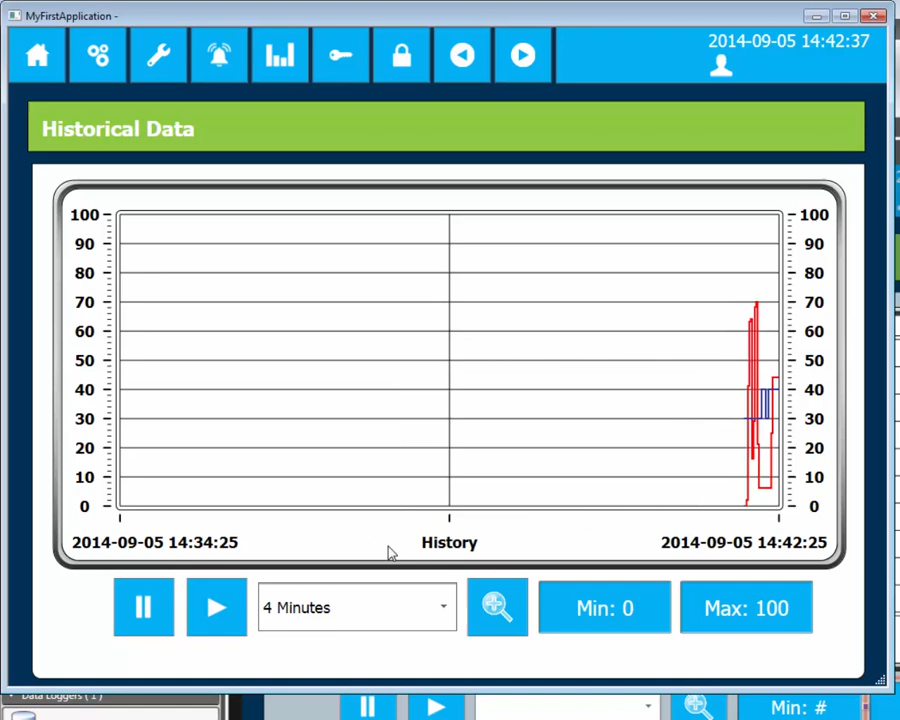 MyFirstApplication -
2014-09-05 14:42:37
Historical Data
100 100
90 90
80 80
70 70
60 60
50 50
40 40
30 30
20 20
10 10
0 0
2014-09-05 14:34:25 History 2014-09-05 14:42:25
4 Minutes
Min: 0
Max: 100
Data Loggers ( 1 )
Min: #